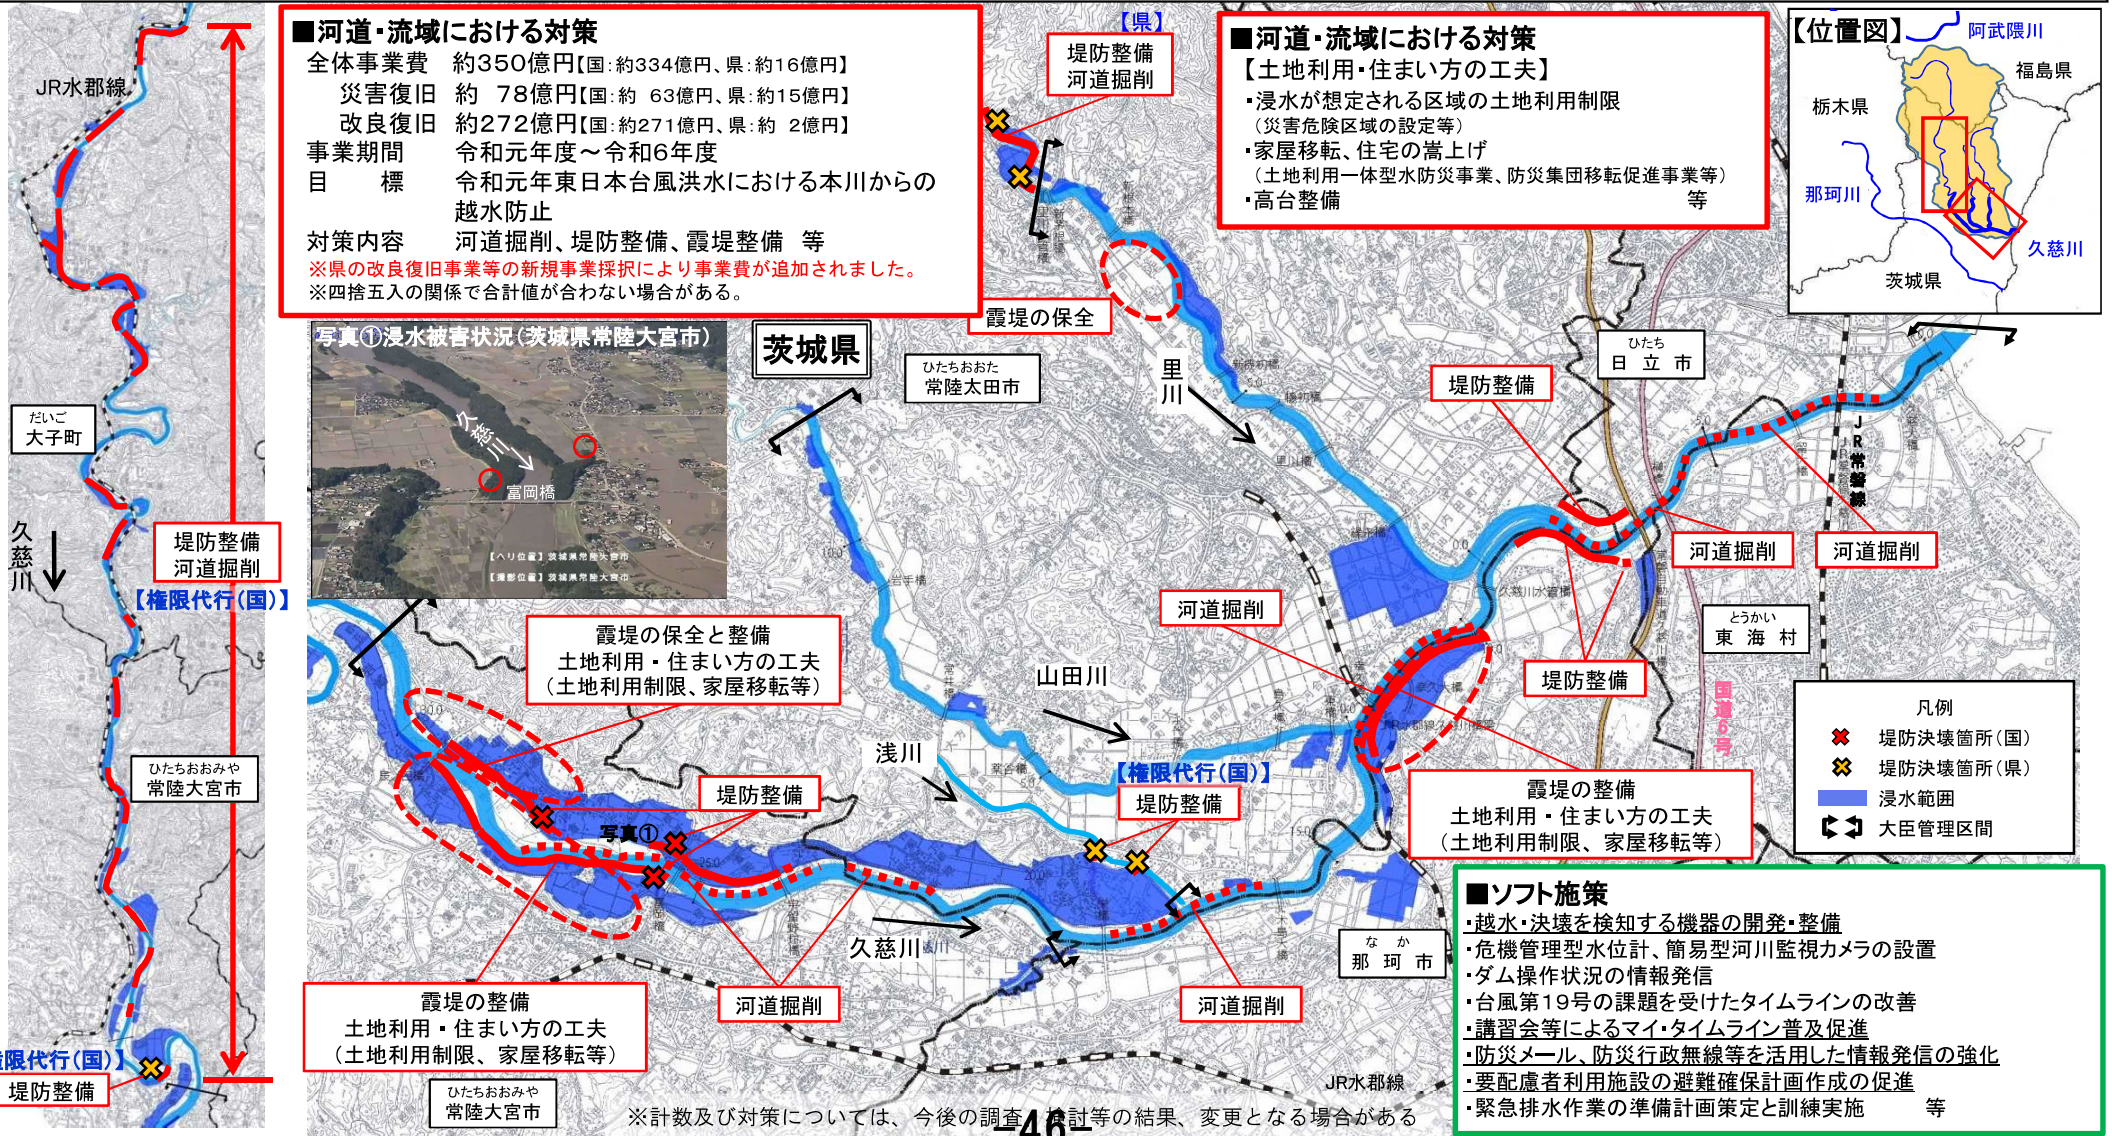 ■河道・流域における対策
全体事業費　約350億円【国：約334億円、県：約16億円】
災害復旧　約　78億円【国：約　63億円、県：約15億円】
改良復旧　約272億円【国：約271億円、県：約　2億円】
事業期間　令和元年度～令和6年度
目　標　令和元年東日本台風洪水における本川からの
越水防止
対策内容　河道掘削、堤防整備、霞堤整備　等
※県の改良復旧事業等の新規事業採択により事業費が追加されました。
※四捨五入の関係で合計値が合わない場合がある。
【県】
堤防整備
河道掘削
■河道・流域における対策
【土地利用・住まい方の工夫】
・浸水が想定される区域の土地利用制限
（災害危険区域の設定等）
・家屋移転、住宅の嵩上げ
（土地利用一体型水防災事業、防災集団移転促進事業等）
・高台整備　等
【位置図】
阿武隈川
福島県
栃木県
那珂川
久慈川
茨城県
JR水郡線
だいご
大子町
久慈川
堤防整備
河道掘削
【権限代行(国)】
ひたちおおみや
常陸大宮市
限代行(国)】
堤防整備
写真①浸水被害状況（茨城県常陸大宮市）
久慈川
富岡橋
【ヘリ位置】茨城県常陸大宮市
【撮影位置】茨城県常陸大宮市
茨城県
ひたちおおた
常陸太田市
霞堤の保全
里川
堤防整備
ひたち
日立市
JR常磐線
河道掘削
河道掘削
とうかい
東海村
堤防整備
国道6号
河道掘削
霞堤の保全と整備
土地利用・住まい方の工夫
（土地利用制限、家屋移転等）
山田川
浅川
堤防整備
【権限代行(国)】
堤防整備
写真①
霞堤の整備
土地利用・住まい方の工夫
（土地利用制限、家屋移転等）
凡例
堤防決壊箇所（国）
堤防決壊箇所（県）
浸水範囲
大臣管理区間
久慈川
な か
那珂市
霞堤の整備
土地利用・住まい方の工夫
（土地利用制限、家屋移転等）
河道掘削
河道掘削
ひたちおおみや
常陸大宮市
JR水郡線
■ソフト施策
・越水・決壊を検知する機器の開発・整備
・危機管理型水位計、簡易型河川監視カメラの設置
・ダム操作状況の情報発信
・台風第19号の課題を受けたタイムラインの改善
・講習会等によるマイ・タイムライン普及促進
・防災メール、防災行政無線等を活用した情報発信の強化
・要配慮者利用施設の避難確保計画作成の促進
・緊急排水作業の準備計画策定と訓練実施　等
※計数及び対策については、今後の調査、検討等の結果、変更となる場合がある
-46-